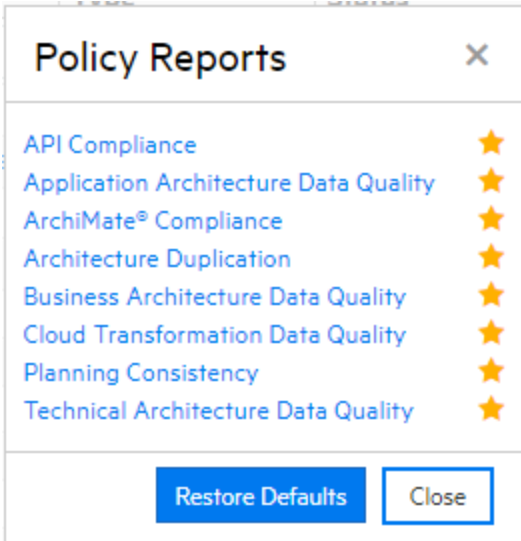 Policy Reports
API Compliance
Application Architecture Data Quality
ArchiMate® Compliance
Architecture Duplication
Business Architecture Data Quality
Cloud Transformation Data Quality
Planning Consistency
Technical Architecture Data Quality
Restore Defaults Close